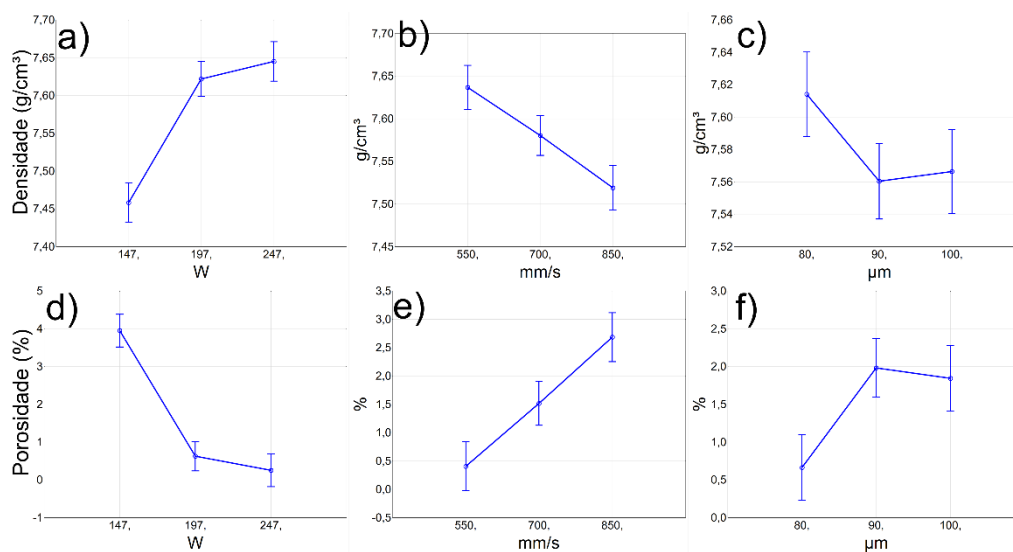 a)
Densidade (g/cm³)
7,70
7,65
7,60
7,55
7,50
7,45
7,40
147, 197, 247,
W
b)
g/cm³
7,70
7,65
7,60
7,55
7,50
7,45
550, 700, 850,
mm/s
c)
g/cm³
7,66
7,64
7,62
7,60
7,58
7,56
7,54
7,52
80, 90, 100,
µm
d)
Porosidade (%)
5
4
3
2
1
0
-1
147, 197, 247,
W
e)
%
3,5
3,0
2,5
2,0
1,5
1,0
0,5
0,0
-0,5
550, 700, 850,
mm/s
f)
%
3,0
2,5
2,0
1,5
1,0
0,5
0,0
80, 90, 100,
µm